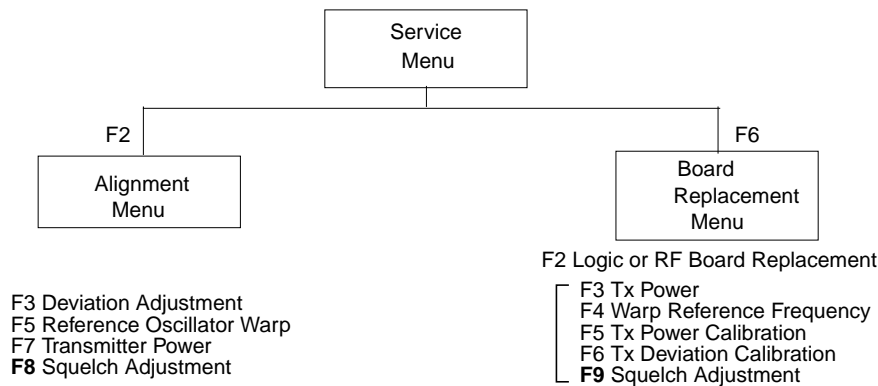 Service
Menu
F2
F6
Alignment
Menu
Board
Replacement
Menu
F2 Logic or RF Board Replacement
F3 Deviation Adjustment
F5 Reference Oscillator Warp
F7 Transmitter Power
F8 Squelch Adjustment
F3 Tx Power
F4 Warp Reference Frequency
F5 Tx Power Calibration
F6 Tx Deviation Calibration
F9 Squelch Adjustment